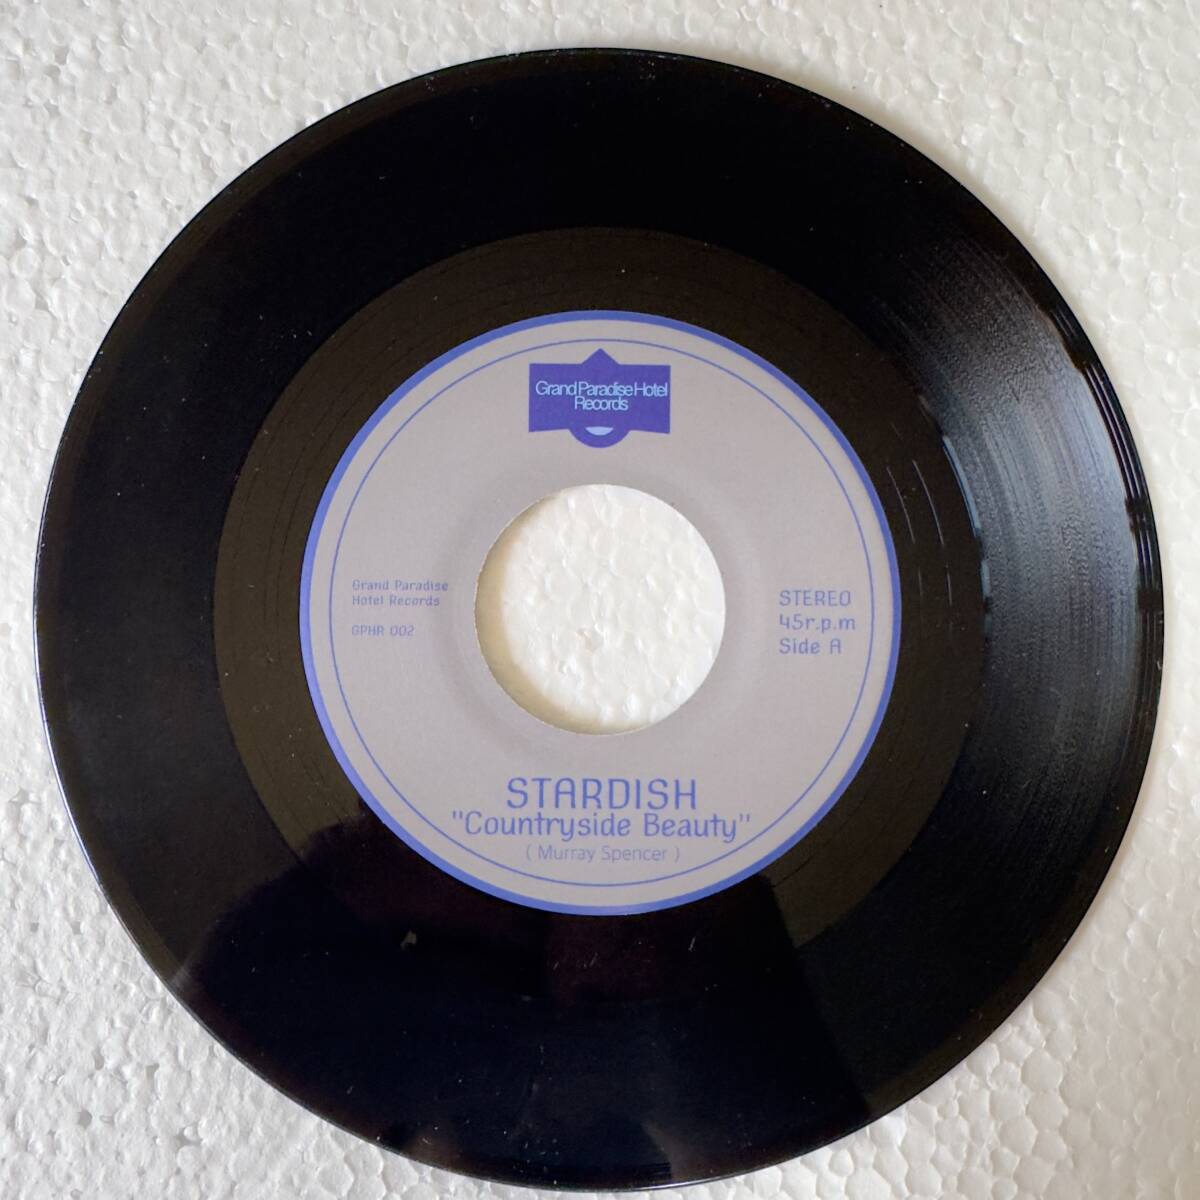 Grand Paradise Hotel
Records
Grand Paradise
Hotel Records
GPHR 002
STEREO
45r.p.m
Side A
STARDISH
"Countryside Beauty"
( Murray Spencer )